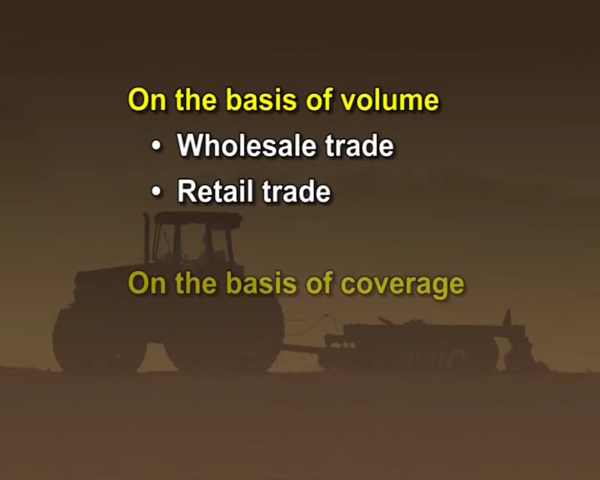 On the basis of volume
• Wholesale trade
• Retail trade
On the basis of coverage